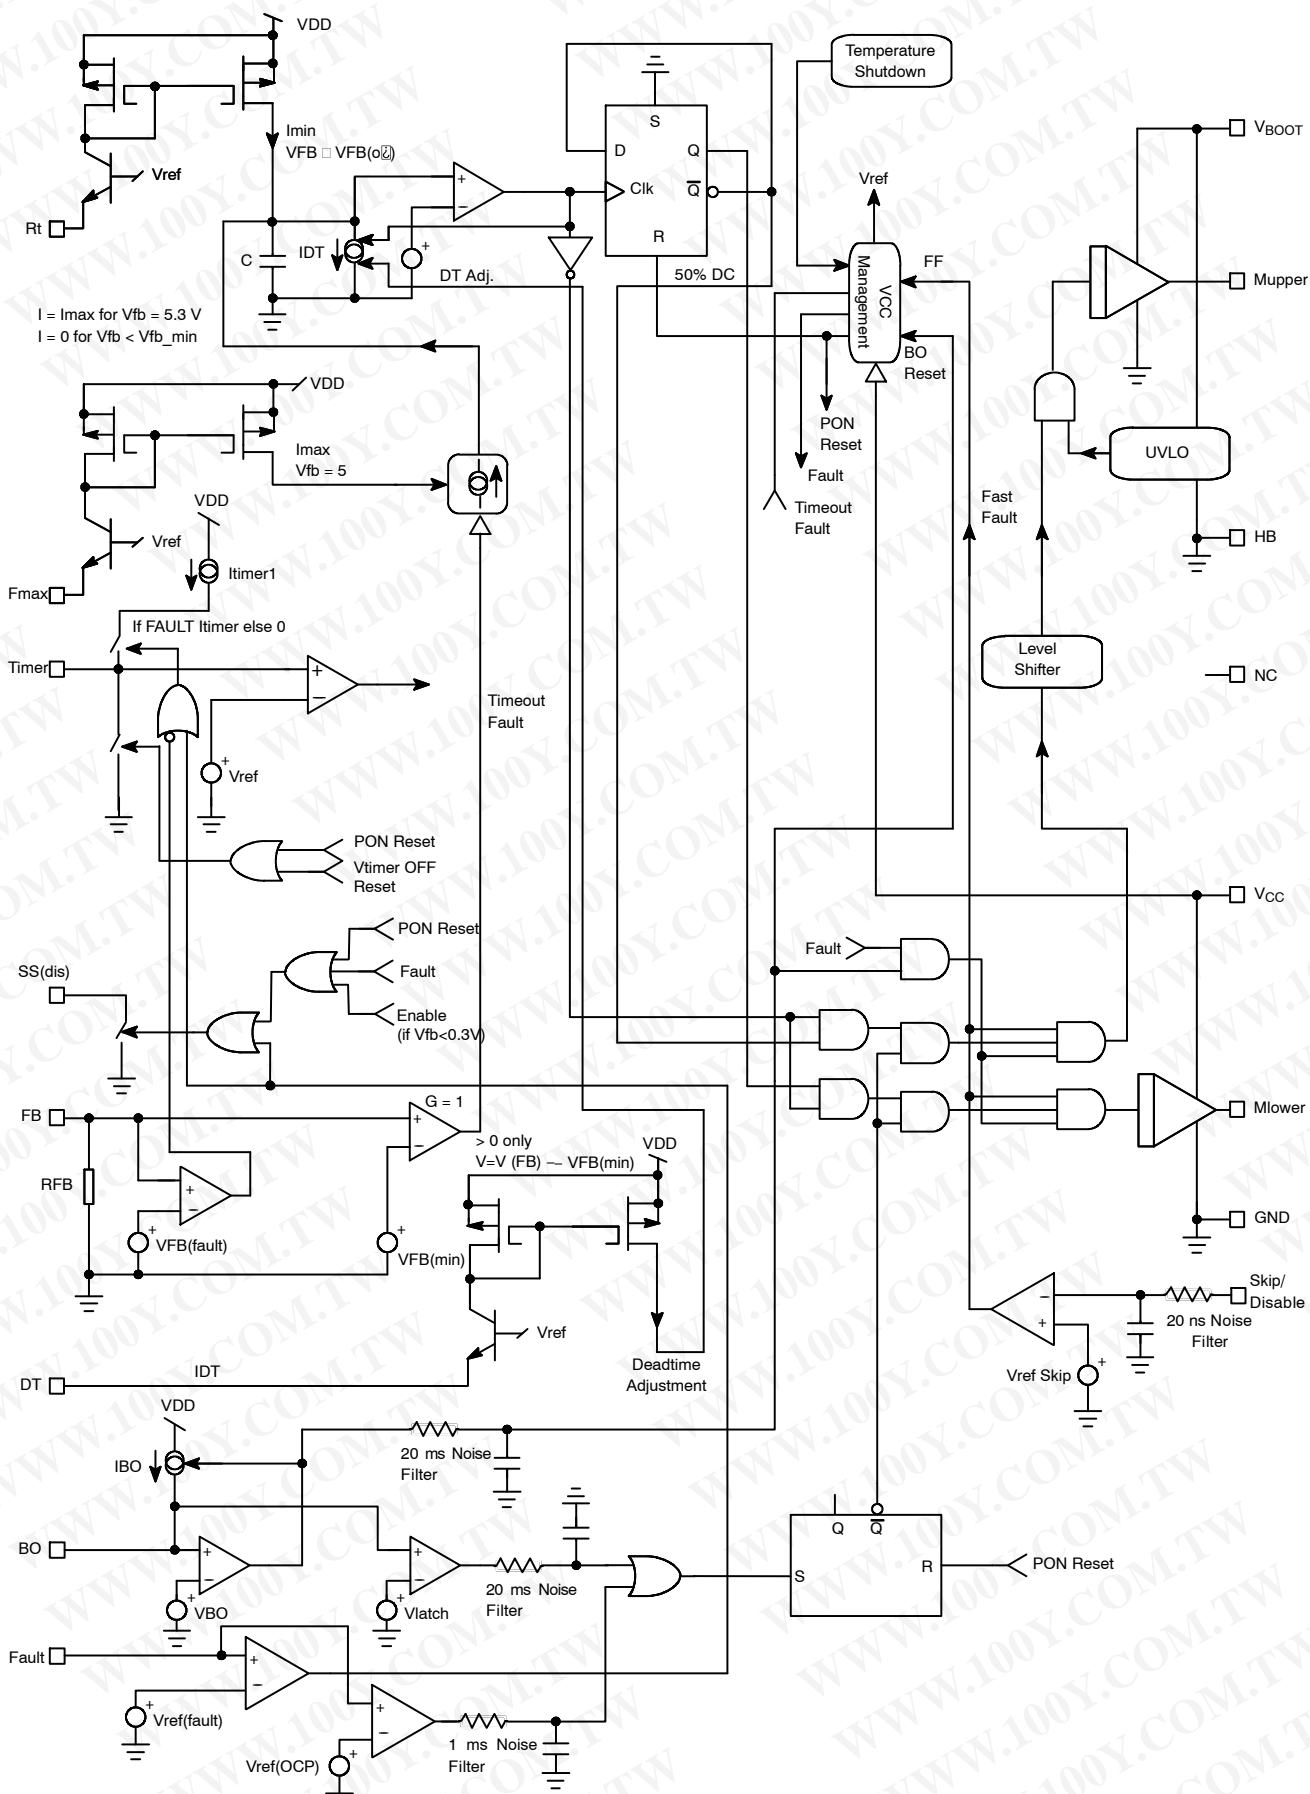 VDD
Temperature
Shutdown
S
D
Q
Clk
Q
R
50% DC
Imin
VFB □ VFB(o
Vref
Rt
C
IDT
DT Adj.
+
−
+
Vref
VCC
Management
FF
BO
Reset
PON
Reset
Fault
Timeout
Fault
VBOOT
Mupper
UVLO
HB
I = Imax for Vfb = 5.3 V
I = 0 for Vfb < Vfb_min
VDD
Imax
Vfb = 5
VDD
Vref
Itimer1
Fmax
If FAULT Itimer else 0
Timer
+
−
+
Vref
Timeout
Fault
Fast
Fault
Level
Shifter
NC
PON Reset
Vtimer OFF
Reset
VCC
PON Reset
Fault
Enable
(if Vfb<0.3V)
SS(dis)
Fault
FB
RFB
+
−
+
VFB(fault)
G = 1
+
−
+
VFB(min)
> 0 only
V=V (FB) −− VFB(min)
VDD
Mlower
GND
Vref
IDT
DT
Deadtime
Adjustment
Skip/
Disable
−
+
20 ns Noise
Filter
Vref Skip
+
VDD
IBO
20 ms Noise
Filter
BO
+
−
+
VBO
+
−
+
Vlatch
20 ms Noise
Filter
Q
Q
S
R
PON Reset
Fault
+
−
+
Vref(fault)
+
−
+
Vref(OCP)
1 ms Noise
Filter
WWW.100Y.COM.TW